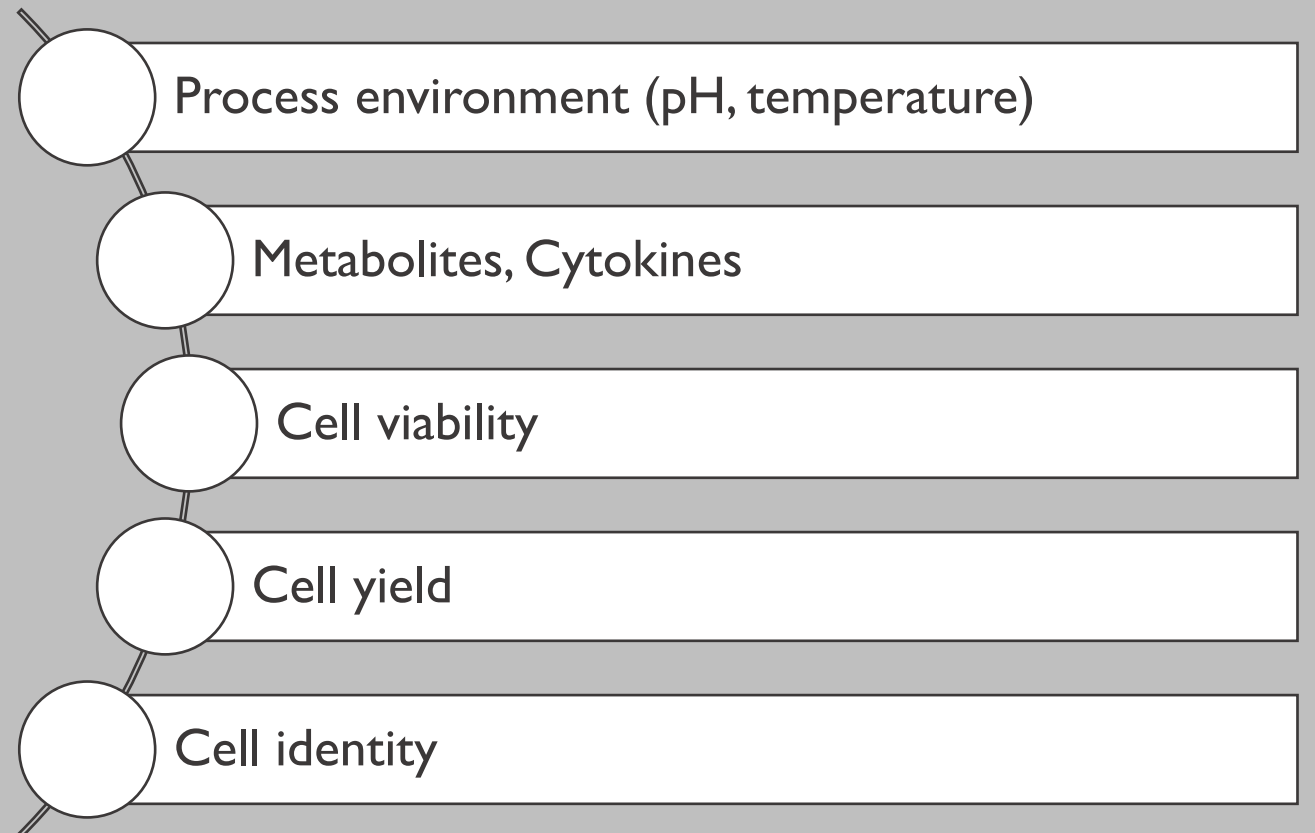 Process environment (pH, temperature)
Metabolites, Cytokines
Cell viability
Cell yield
Cell identity